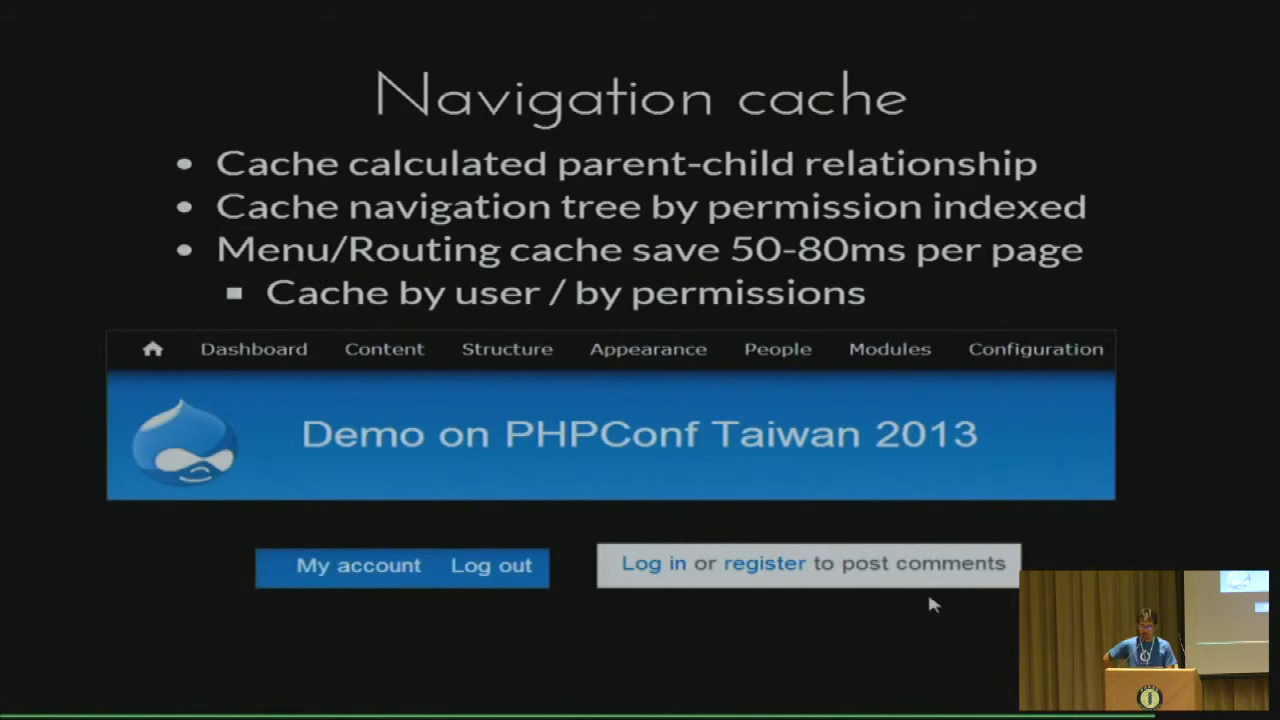 Navigation cache
Cache calculated parent-child relationship
Cache navigation tree by permission indexed
Menu/Routing cache save 50-80ms per page
Cache by user / by permissions
Dashboard Content Structure Appearance People Modules Configuration
Demo on PHPConf Taiwan 2013
My account Log out
Log in or register to post comments